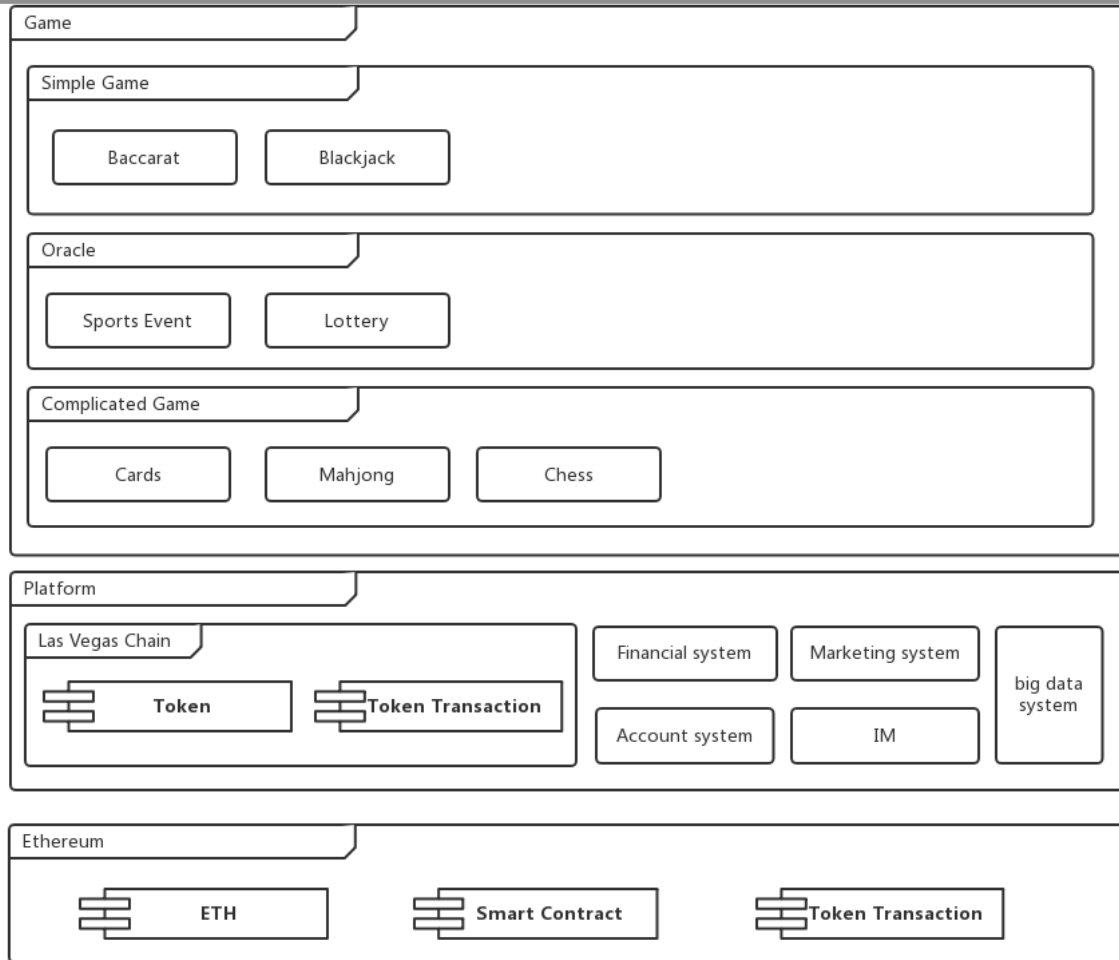 Game
Simple Game
Baccarat
Blackjack
Oracle
Sports Event
Lottery
Complicated Game
Cards
Mahjong
Chess
Platform
Las Vegas Chain
Token
Token Transaction
Financial system
Marketing system
Account system
IM
big data
system
Ethereum
ETH
Smart Contract
Token Transaction